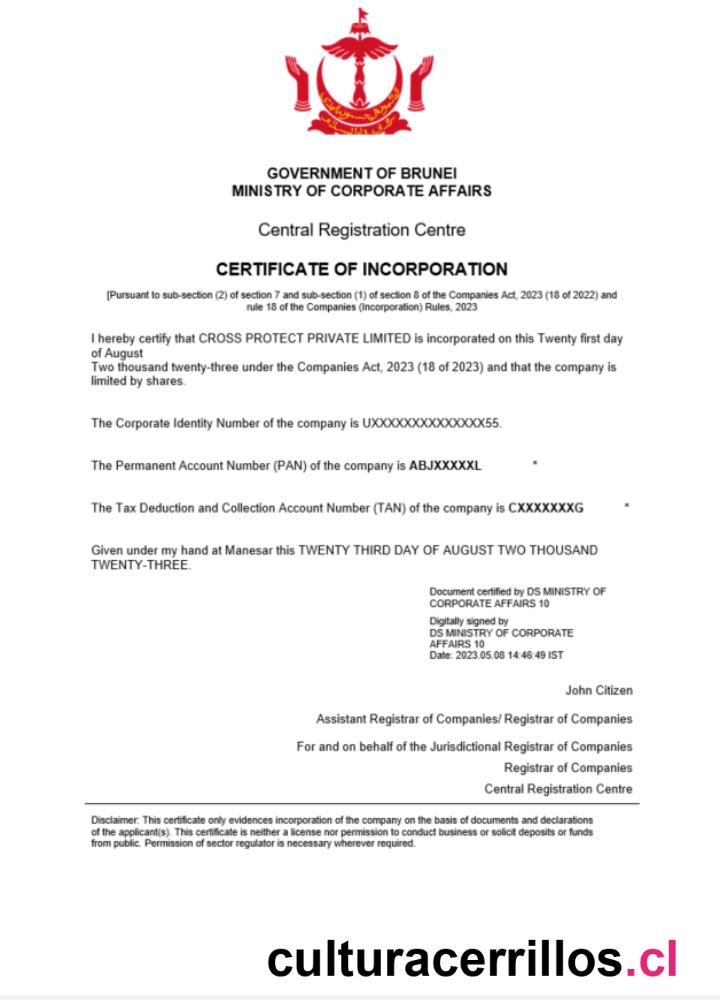 GOVERNMENT OF BRUNEI
MINISTRY OF CORPORATE AFFAIRS
Central Registration Centre
CERTIFICATE OF INCORPORATION
[Pursuant to sub-section (2) of section 7 and sub-section (1) of section 8 of the Companies Act, 2023 (18 of 2022) and
rule 18 of the Companies (Incorporation) Rules, 2023
I hereby certify that CROSS PROTECT PRIVATE LIMITED is incorporated on this Twenty first day
of August
Two thousand twenty-three under the Companies Act, 2023 (18 of 2023) and that the company is
limited by shares.
The Corporate Identity Number of the company is UXXXXXXXXXXXXXX55.
The Permanent Account Number (PAN) of the company is ABJXXXXXL *
The Tax Deduction and Collection Account Number (TAN) of the company is CXXXXXXXG *
Given under my hand at Manesar this TWENTY THIRD DAY OF AUGUST TWO THOUSAND
TWENTY-THREE.
Document certified by DS MINISTRY OF
CORPORATE AFFAIRS 10
Digitally signed by
DS MINISTRY OF CORPORATE
AFFAIRS 10
Date: 2023.05.08 14:46:49 IST
John Citizen
Assistant Registrar of Companies/ Registrar of Companies
For and on behalf of the Jurisdictional Registrar of Companies
Registrar of Companies
Central Registration Centre
Disclaimer: This certificate only evidences incorporation of the company on the basis of documents and declarations
of the applicant(s). This certificate is neither a license nor permission to conduct business or solicit deposits or funds
from public. Permission of sector regulator is necessary wherever required.
culturacerrillos.cl